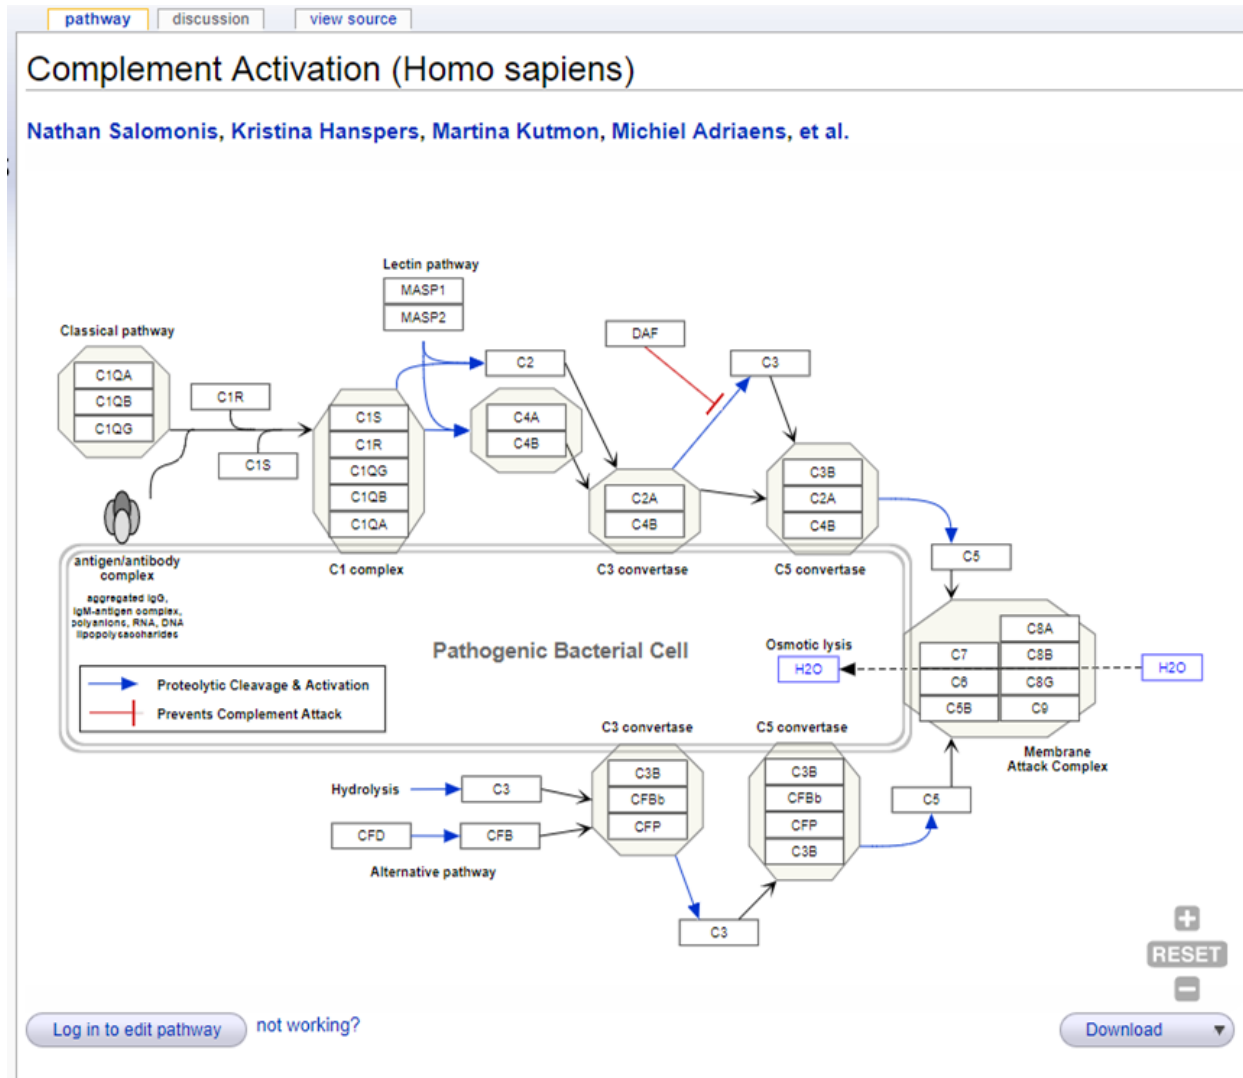 pathway
discussion
view source
Complement Activation (Homo sapiens)
Nathan Salomonis, Kristina Hanspers, Martina Kutmon, Michiel Adriaens, et al.
Lectin pathway
MASP1
MASP2
Classical pathway
C1QA
C1QB
C1QG
C1R
C1S
C1S
C1R
C1QG
C1QB
C1QA
C1 complex
C2
C4A
C4B
DAF
C3
C2A
C4B
C3 convertase
C3B
C2A
C4B
C5 convertase
C5
antigen/antibody
complex
aggregated IgG,
IgM-antigen complex,
polyanions, RNA, DNA
lipopolysaccharides
Pathogenic Bacterial Cell
Osmotic lysis
H2O
C7
C6
C5B
C8A
C8B
C8G
C9
H2O
Membrane
Attack Complex
Proteolytic Cleavage & Activation
Prevents Complement Attack
C3 convertase
C5 convertase
Hydrolysis
C3
CFD
CFB
Alternative pathway
C3B
CFBb
CFP
C3B
CFBb
CFP
C3B
C5
C3
RESET
Log in to edit pathway
not working?
Download